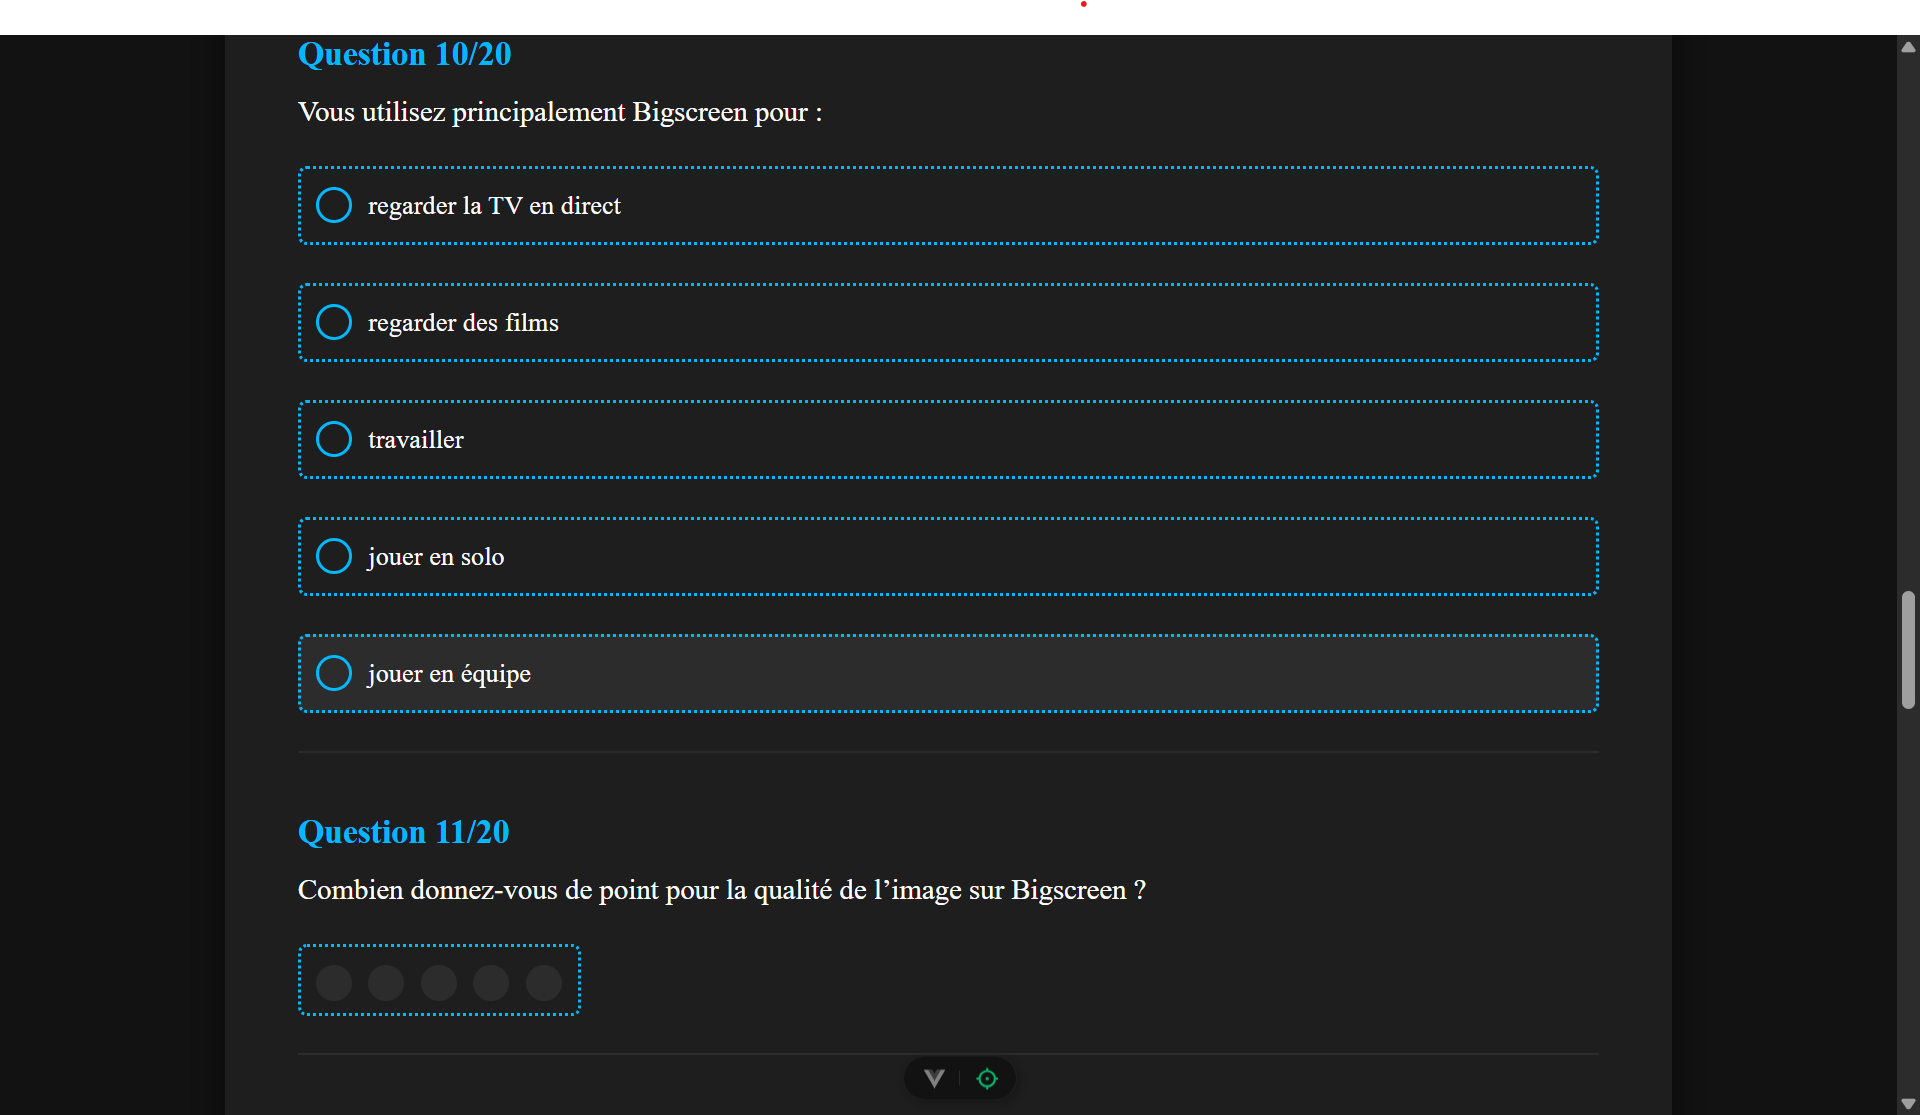 Question 10/20
Vous utilisez principalement Bigscreen pour :
regarder la TV en direct
regarder des films
travailler
jouer en solo
jouer en équipe
Question 11/20
Combien donnez-vous de point pour la qualité de l’image sur Bigscreen ?